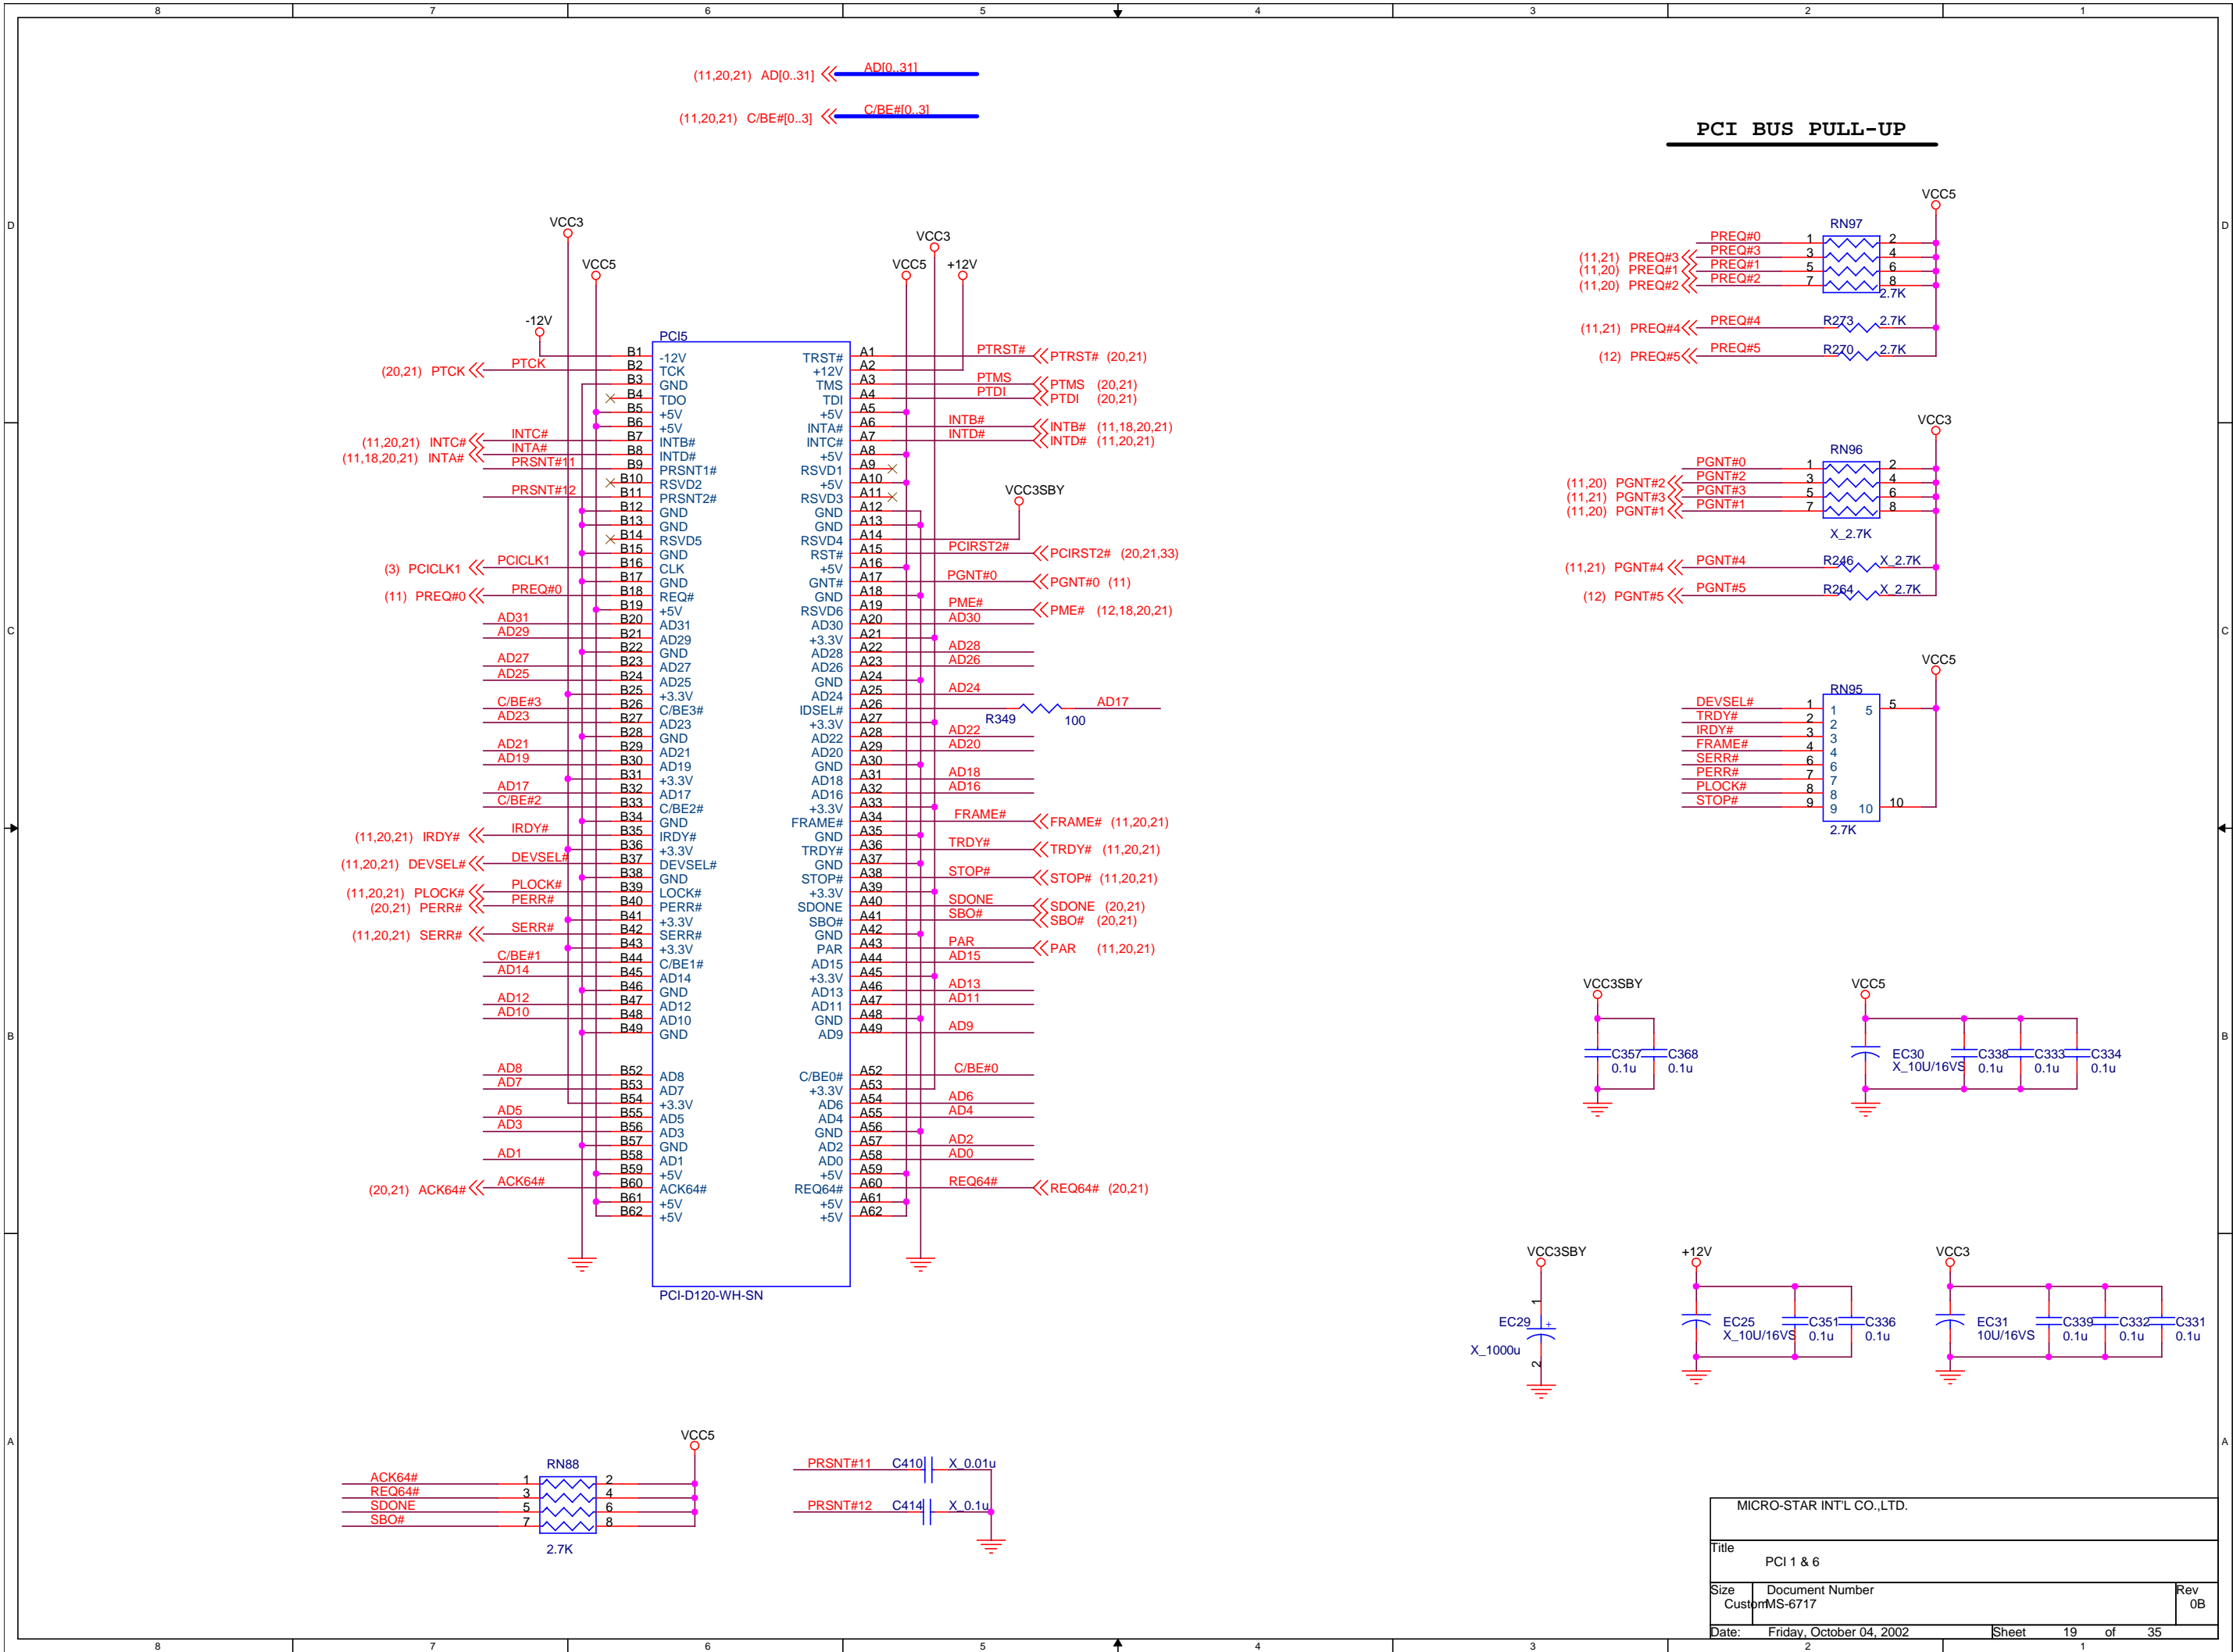 8 7 6 5 4 3 2 1
(11,20,21) AD[0..31] AD[0..31]
(11,20,21) C/BE#[0..3] C/BE#[0..3]
PCI BUS PULL-UP
D D
C C
B B
A A
VCC3
VCC5
-12V
VCC5
VCC3
+12V
PCI5
B1 -12V TRST# A1 PTRST# PTRST# (20,21)
(20,21) PTCK PTCK B2 TCK +12V A2
B3 GND TMS A3 PTMS PTMS (20,21)
B4 TDO TDI A4 PTDI PTDI (20,21)
B5 +5V +5V A5
B6 +5V INTA# A6 INTB# INTB# (11,18,20,21)
(11,20,21) INTC# INTC# B7 INTB# INTC# A7 INTD# INTD# (11,20,21)
(11,18,20,21) INTA# INTA# B8 INTD# +5V A8
PRSNT#11 B9 PRSNT1# RSVD1 A9
B10 RSVD2 +5V A10
PRSNT#12 B11 PRSNT2# RSVD3 A11
VCC3SBY
B12 GND GND A12
B13 GND GND A13
B14 RSVD5 RSVD4 A14
B15 GND RST# A15 PCIRST2# PCIRST2# (20,21,33)
(3) PCICLK1 PCICLK1 B16 CLK +5V A16
B17 GND GNT# A17 PGNT#0 PGNT#0 (11)
(11) PREQ#0 PREQ#0 B18 REQ# GND A18
B19 +5V RSVD6 A19 PME# PME# (12,18,20,21)
AD31 B20 AD31 AD30 A20 AD30
AD29 B21 AD29 +3.3V A21
B22 GND AD28 A22 AD28
AD27 B23 AD27 AD26 A23 AD26
AD25 B24 AD25 GND A24
B25 +3.3V AD24 A25 AD24
C/BE#3 B26 C/BE3# IDSEL# A26 R349 100 AD17
AD23 B27 AD23 +3.3V A27
B28 GND AD22 A28 AD22
AD21 B29 AD21 AD20 A29 AD20
AD19 B30 AD19 GND A30
B31 +3.3V AD18 A31 AD18
AD17 B32 AD17 AD16 A32 AD16
C/BE#2 B33 C/BE2# +3.3V A33
B34 GND FRAME# A34 FRAME# FRAME# (11,20,21)
(11,20,21) IRDY# IRDY# B35 IRDY# GND A35
B36 +3.3V TRDY# A36 TRDY# TRDY# (11,20,21)
(11,20,21) DEVSEL# DEVSEL# B37 DEVSEL# GND A37
B38 GND STOP# A38 STOP# STOP# (11,20,21)
(11,20,21) PLOCK# PLOCK# B39 LOCK# +3.3V A39
(20,21) PERR# PERR# B40 PERR# SDONE A40 SDONE SDONE (20,21)
B41 +3.3V SBO# A41 SBO# SBO# (20,21)
(11,20,21) SERR# SERR# B42 SERR# GND A42
B43 +3.3V PAR A43 PAR PAR (11,20,21)
C/BE#1 B44 C/BE1# AD15 A44 AD15
AD14 B45 AD14 +3.3V A45
B46 GND AD13 A46 AD13
AD12 B47 AD12 AD11 A47 AD11
AD10 B48 AD10 GND A48
B49 GND AD9 A49 AD9
AD8 B52 AD8 C/BE0# A52 C/BE#0
AD7 B53 AD7 +3.3V A53
B54 +3.3V AD6 A54 AD6
AD5 B55 AD5 AD4 A55 AD4
AD3 B56 AD3 GND A56
B57 GND AD2 A57 AD2
AD1 B58 AD1 AD0 A58 AD0
B59 +5V +5V A59
(20,21) ACK64# ACK64# B60 ACK64# REQ64# A60 REQ64# REQ64# (20,21)
B61 +5V +5V A61
B62 +5V +5V A62
PCI-D120-WH-SN
VCC5
RN97
PREQ#0 1 2
(11,21) PREQ#3 PREQ#3 3 4
(11,20) PREQ#1 PREQ#1 5 6
(11,20) PREQ#2 PREQ#2 7 8
2.7K
(11,21) PREQ#4 PREQ#4 R273 2.7K
(12) PREQ#5 PREQ#5 R270 2.7K
VCC3
RN96
PGNT#0 1 2
(11,20) PGNT#2 PGNT#2 3 4
(11,21) PGNT#3 PGNT#3 5 6
(11,20) PGNT#1 PGNT#1 7 8
X_2.7K
(11,21) PGNT#4 PGNT#4 R246 X_2.7K
(12) PGNT#5 PGNT#5 R264 X_2.7K
VCC5
RN95
DEVSEL# 1 1 5 5
TRDY# 2 2
IRDY# 3 3
FRAME# 4 4
SERR# 6 6
PERR# 7 7
PLOCK# 8 8
STOP# 9 9 10 10
2.7K
VCC3SBY
C357 0.1u
C368 0.1u
VCC5
EC30 X_10U/16VS
C338 0.1u
C333 0.1u
C334 0.1u
VCC3SBY
1
EC29 +
X_1000u
2
+12V
EC25 X_10U/16VS
C351 0.1u
C336 0.1u
VCC3
EC31 10U/16VS
C339 0.1u
C332 0.1u
C331 0.1u
VCC5
RN88
ACK64# 1 2
REQ64# 3 4
SDONE 5 6
SBO# 7 8
2.7K
PRSNT#11 C410 X_0.01u
PRSNT#12 C414 X_0.1u
MICRO-STAR INT'L CO.,LTD.
Title
PCI 1 & 6
Size Document Number Rev
Custom MS-6717 0B
Date: Friday, October 04, 2002 Sheet 19 of 35
8 7 6 5 4 3 2 1